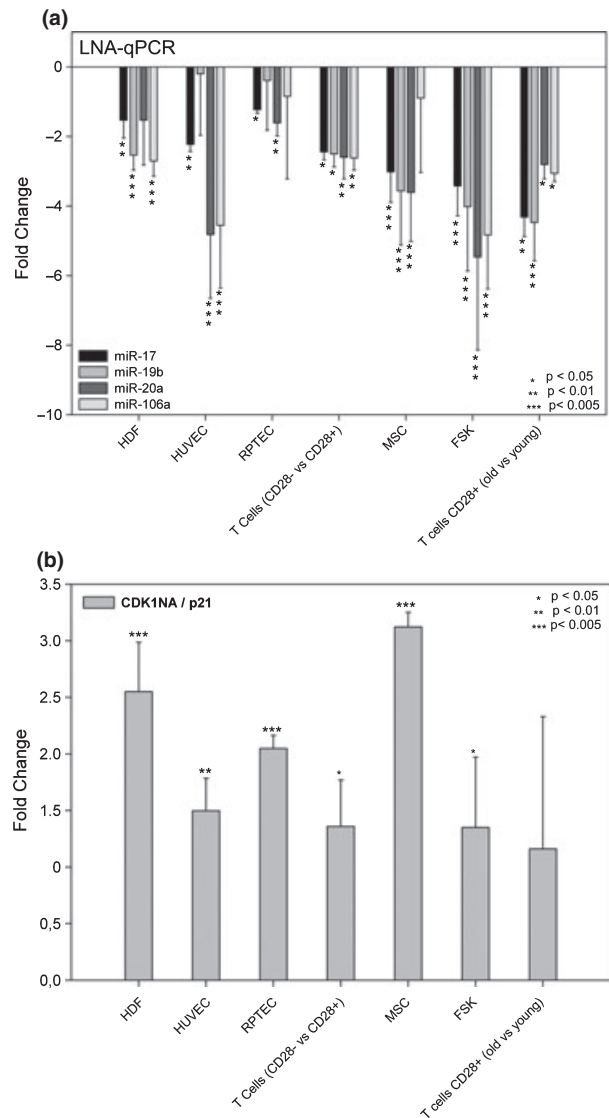 (a)
LNA-qPCR
0
–2
–4
–6
–8
–10
Fold Change
miR-17
miR-19b
miR-20a
miR-106a
* p < 0.05
** p < 0.01
*** p< 0.005
** *** ***
** *** ***
* **
** * ** **
*** *** ***
*** *** *** ***
** *** * *
HDF
HUVEC
RPTEC
T Cells (CD28- vs CD28+)
MSC
FSK
T cells CD28+ (old vs young)
(b)
3.5
3.0
2.5
2.0
1.5
0
0,5
0,0
Fold Change
CDK1NA / p21
* p < 0.05
** p < 0.01
*** p< 0.005
***
**
***
*
***
*
HDF
HUVEC
RPTEC
T Cells (CD28- vs CD28+)
MSC
FSK
T cells CD28+ (old vs young)